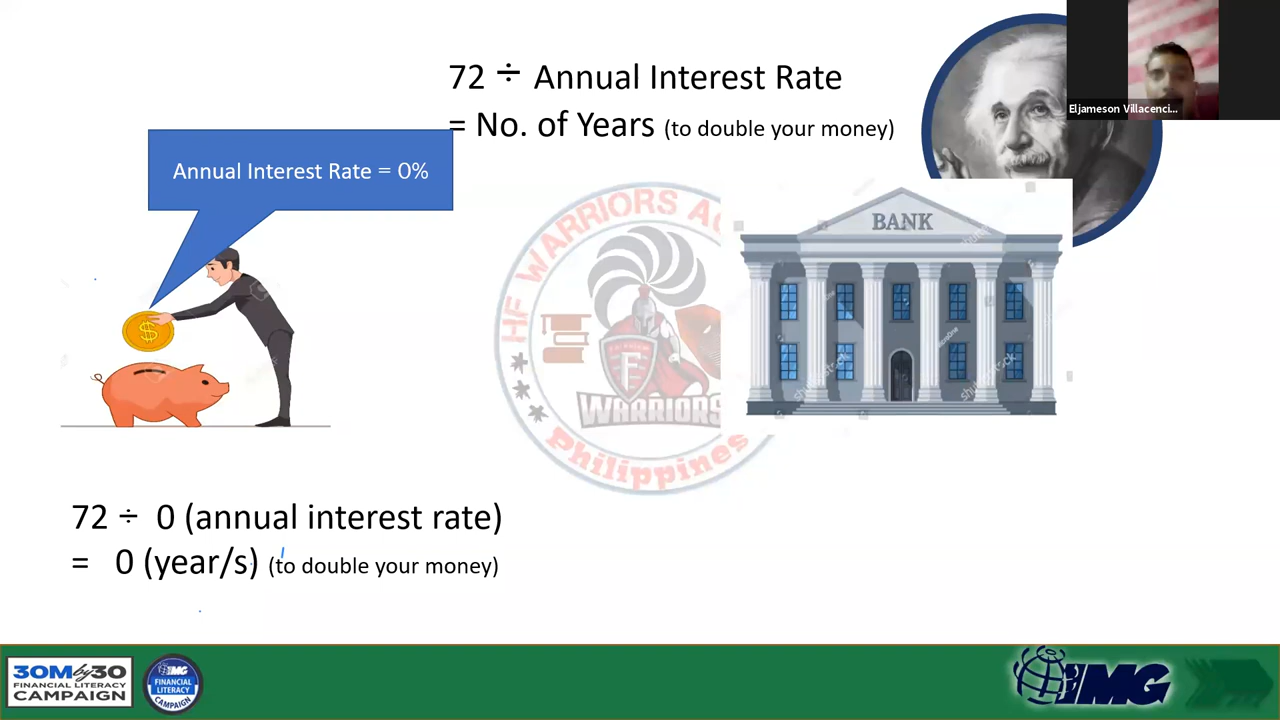 72 ÷ Annual Interest Rate
= No. of Years (to double your money)
Eljameson Villacenci...
Annual Interest Rate = 0%
BANK
HF WARRIORS
WARRIORS
Philippines
72 ÷ 0 (annual interest rate)
= 0 (year/s) (to double your money)
30M by 30
FINANCIAL LITERACY
CAMPAIGN
IMG
FINANCIAL
LITERACY
CAMPAIGN
IMG